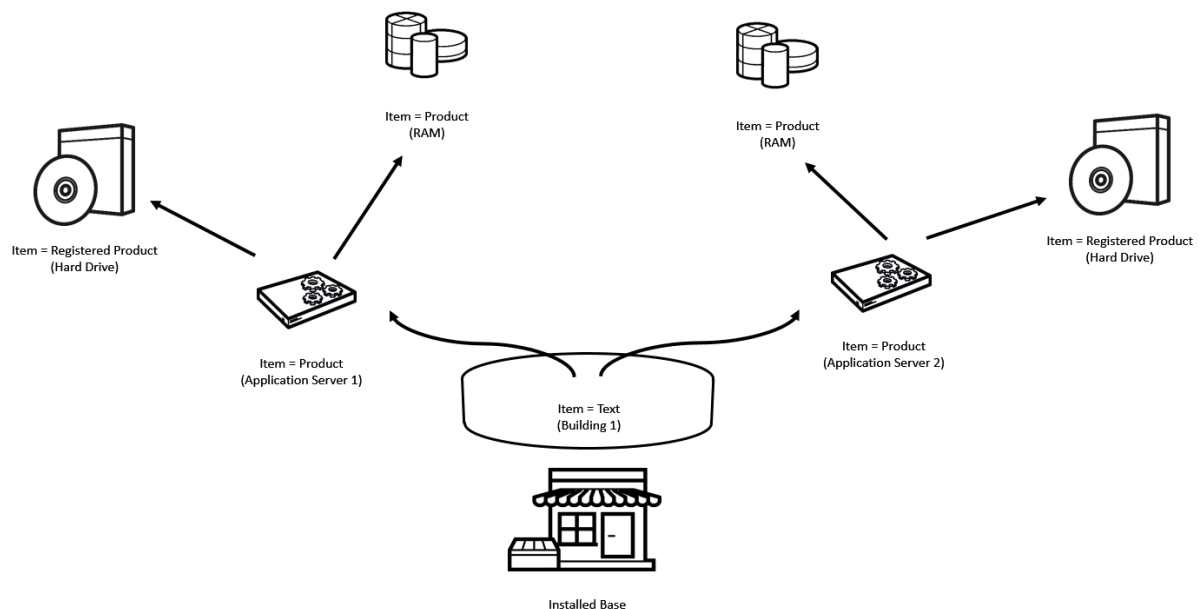 Item = Product
(RAM)
Item = Product
(RAM)
Item = Registered Product
(Hard Drive)
Item = Registered Product
(Hard Drive)
Item = Product
(Application Server 1)
Item = Product
(Application Server 2)
Item = Text
(Building 1)
Installed Base